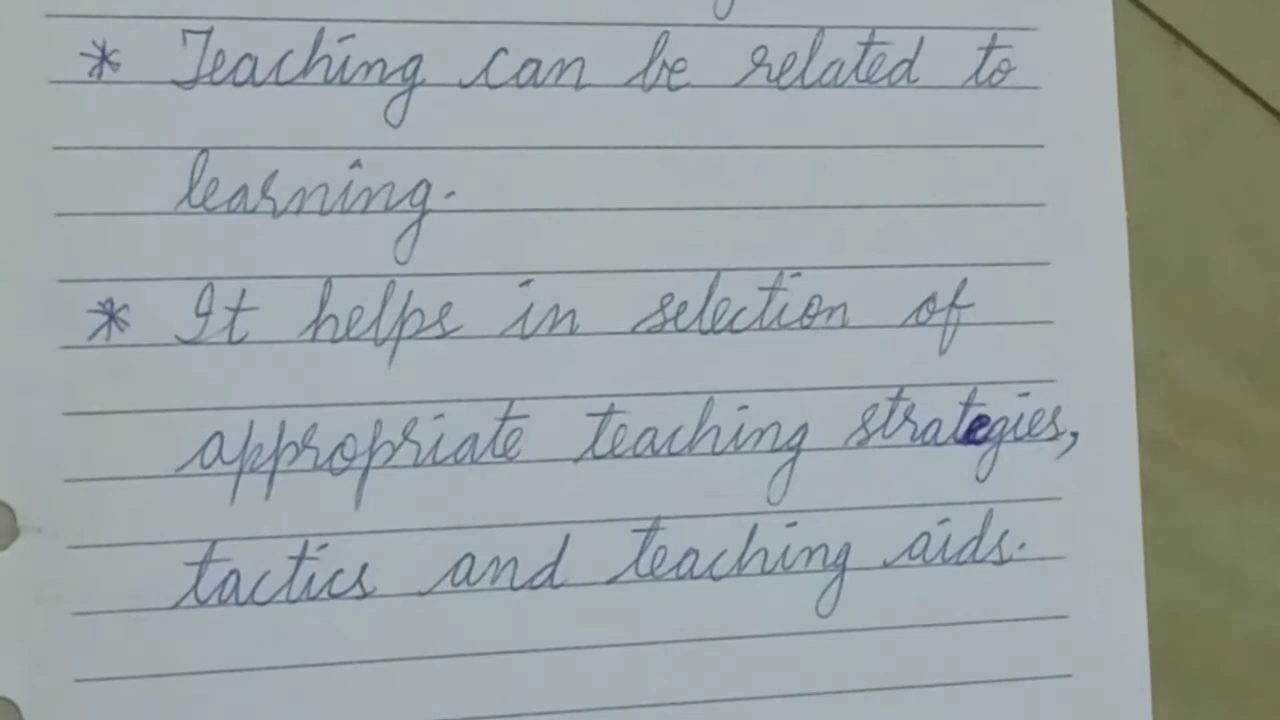 * Teaching can be related to
learning.
* It helps in selection of
appropriate teaching strategies,
tactics and teaching aids.